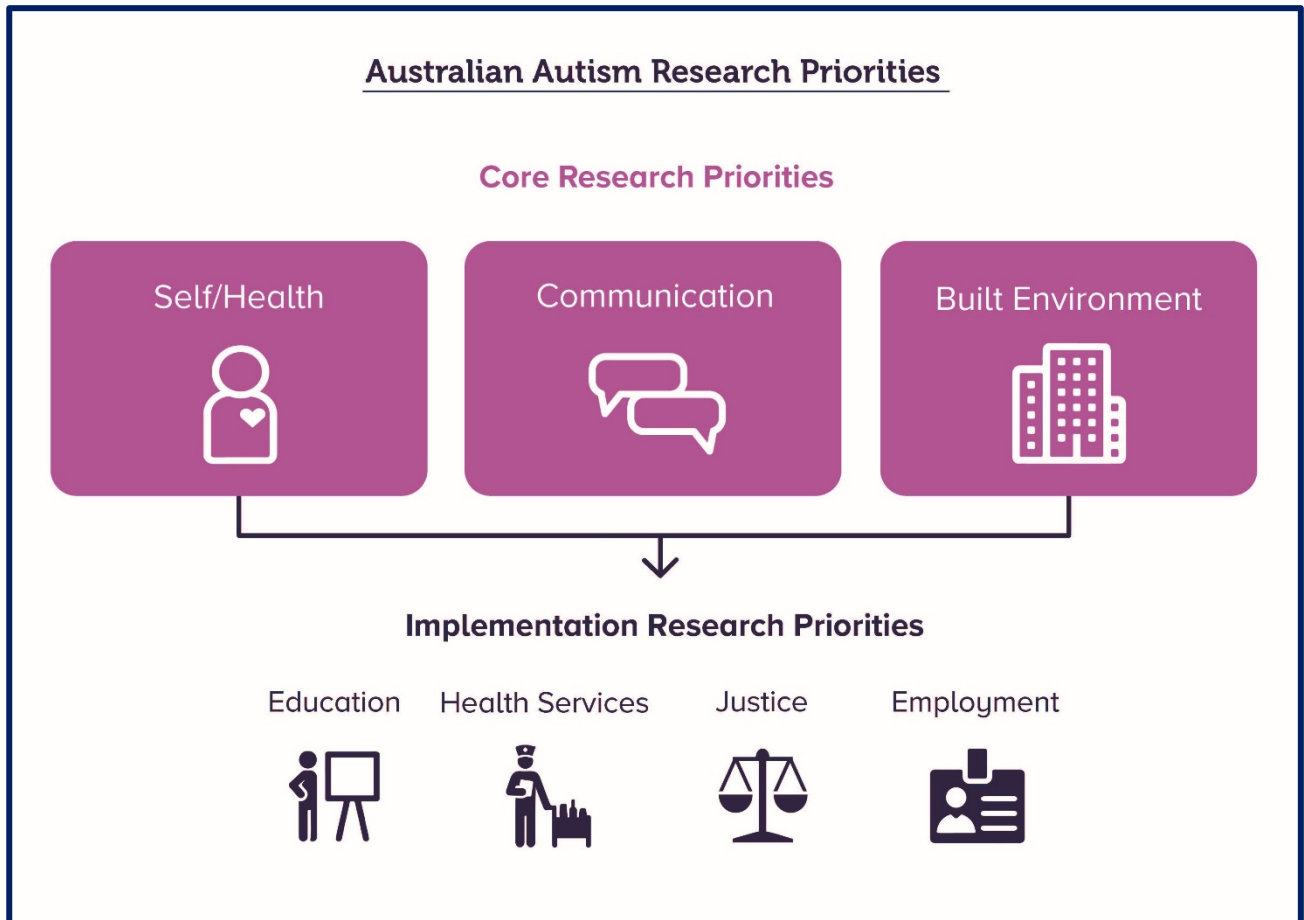 Australian Autism Research Priorities
Core Research Priorities
Self/Health
Communication
Built Environment
Implementation Research Priorities
Education
Health Services
Justice
Employment